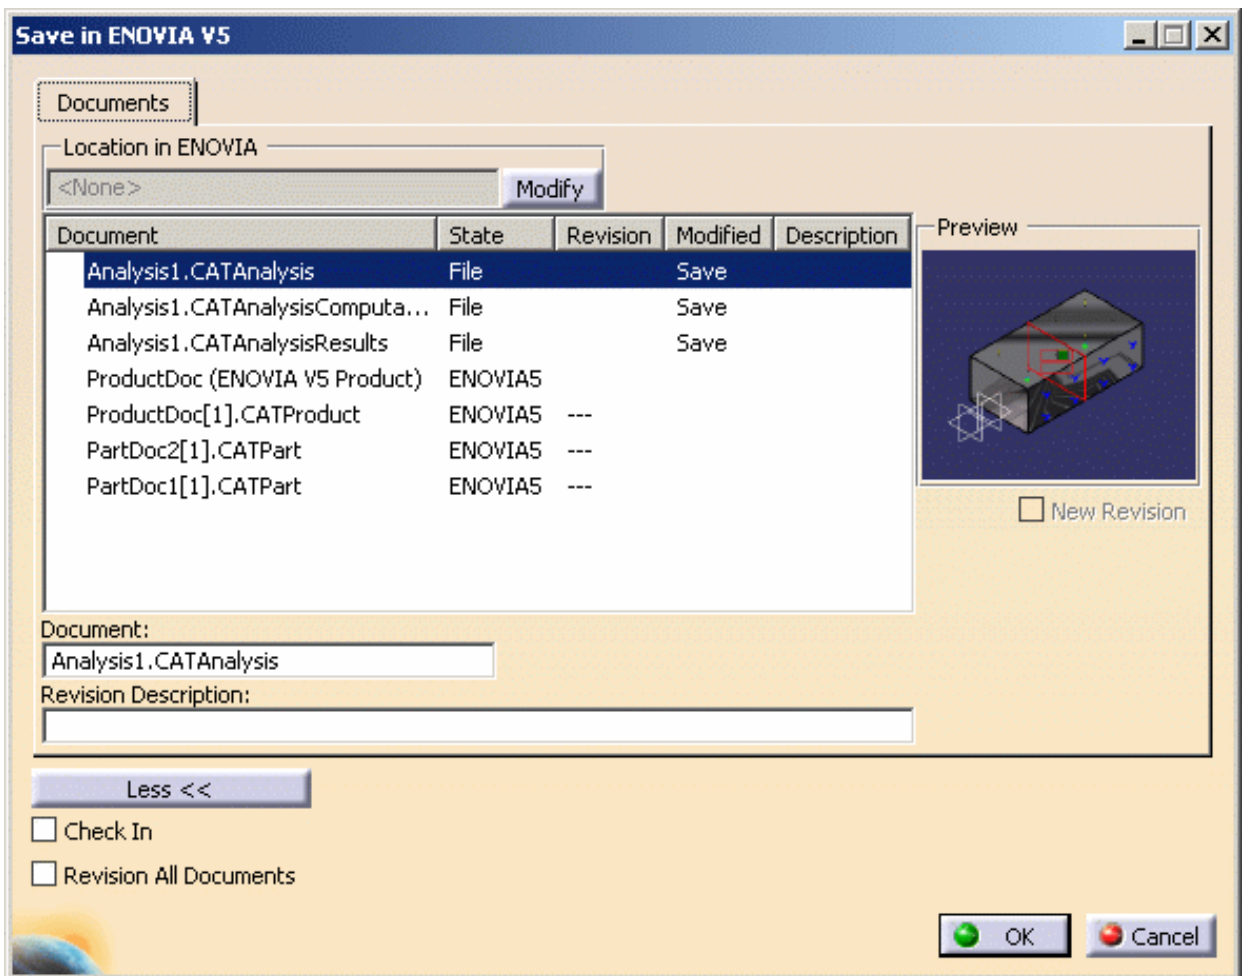 Save in ENOVIA V5
Documents
Location in ENOVIA
<None>
Modify
Document State Revision Modified Description
Preview
Analysis1.CATAnalysis File Save
Analysis1.CATAnalysisComputa... File Save
Analysis1.CATAnalysisResults File Save
ProductDoc (ENOVIA V5 Product) ENOVIA5
ProductDoc[1].CATProduct ENOVIA5 ---
PartDoc2[1].CATPart ENOVIA5 ---
PartDoc1[1].CATPart ENOVIA5 ---
New Revision
Document:
Analysis1.CATAnalysis
Revision Description:
Less <<
Check In
Revision All Documents
OK
Cancel